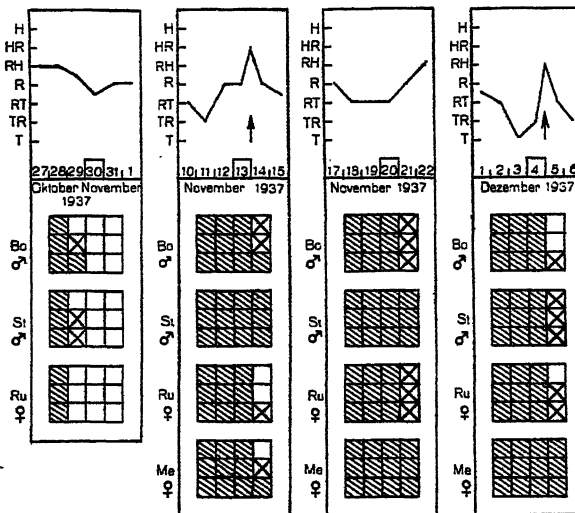 H
HR
RH
R
RT
TR
T
27 28 29 30 31 1
Oktober November
1937
Bo
♂
St
♂
Ru
♀
H
HR
RH
R
RT
TR
T
10 11 12 13 14 15
November 1937
Bo
♂
St
♂
Ru
♀
Me
♀
H
HR
RH
R
RT
TR
T
17 18 19 20 21 22
November 1937
Bo
♂
St
♂
Ru
♀
Me
♀
H
HR
RH
R
RT
TR
T
1 2 3 4 5 6
Dezember 1937
Bo
♂
St
♂
Ru
♀
Me
♀